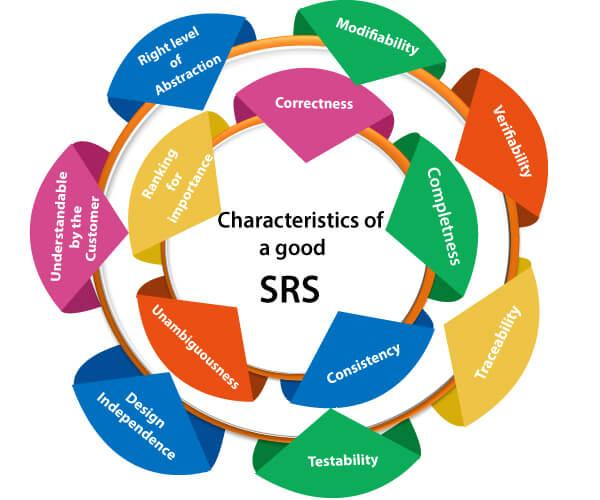 Characteristics of
a good
SRS
Correctness
Completness
Consistency
Unambiguousness
Ranking
for
importance
Modifiability
Verifiability
Traceability
Testability
Design
Independence
Understandable
by the
Customer
Right level
of
Abstraction